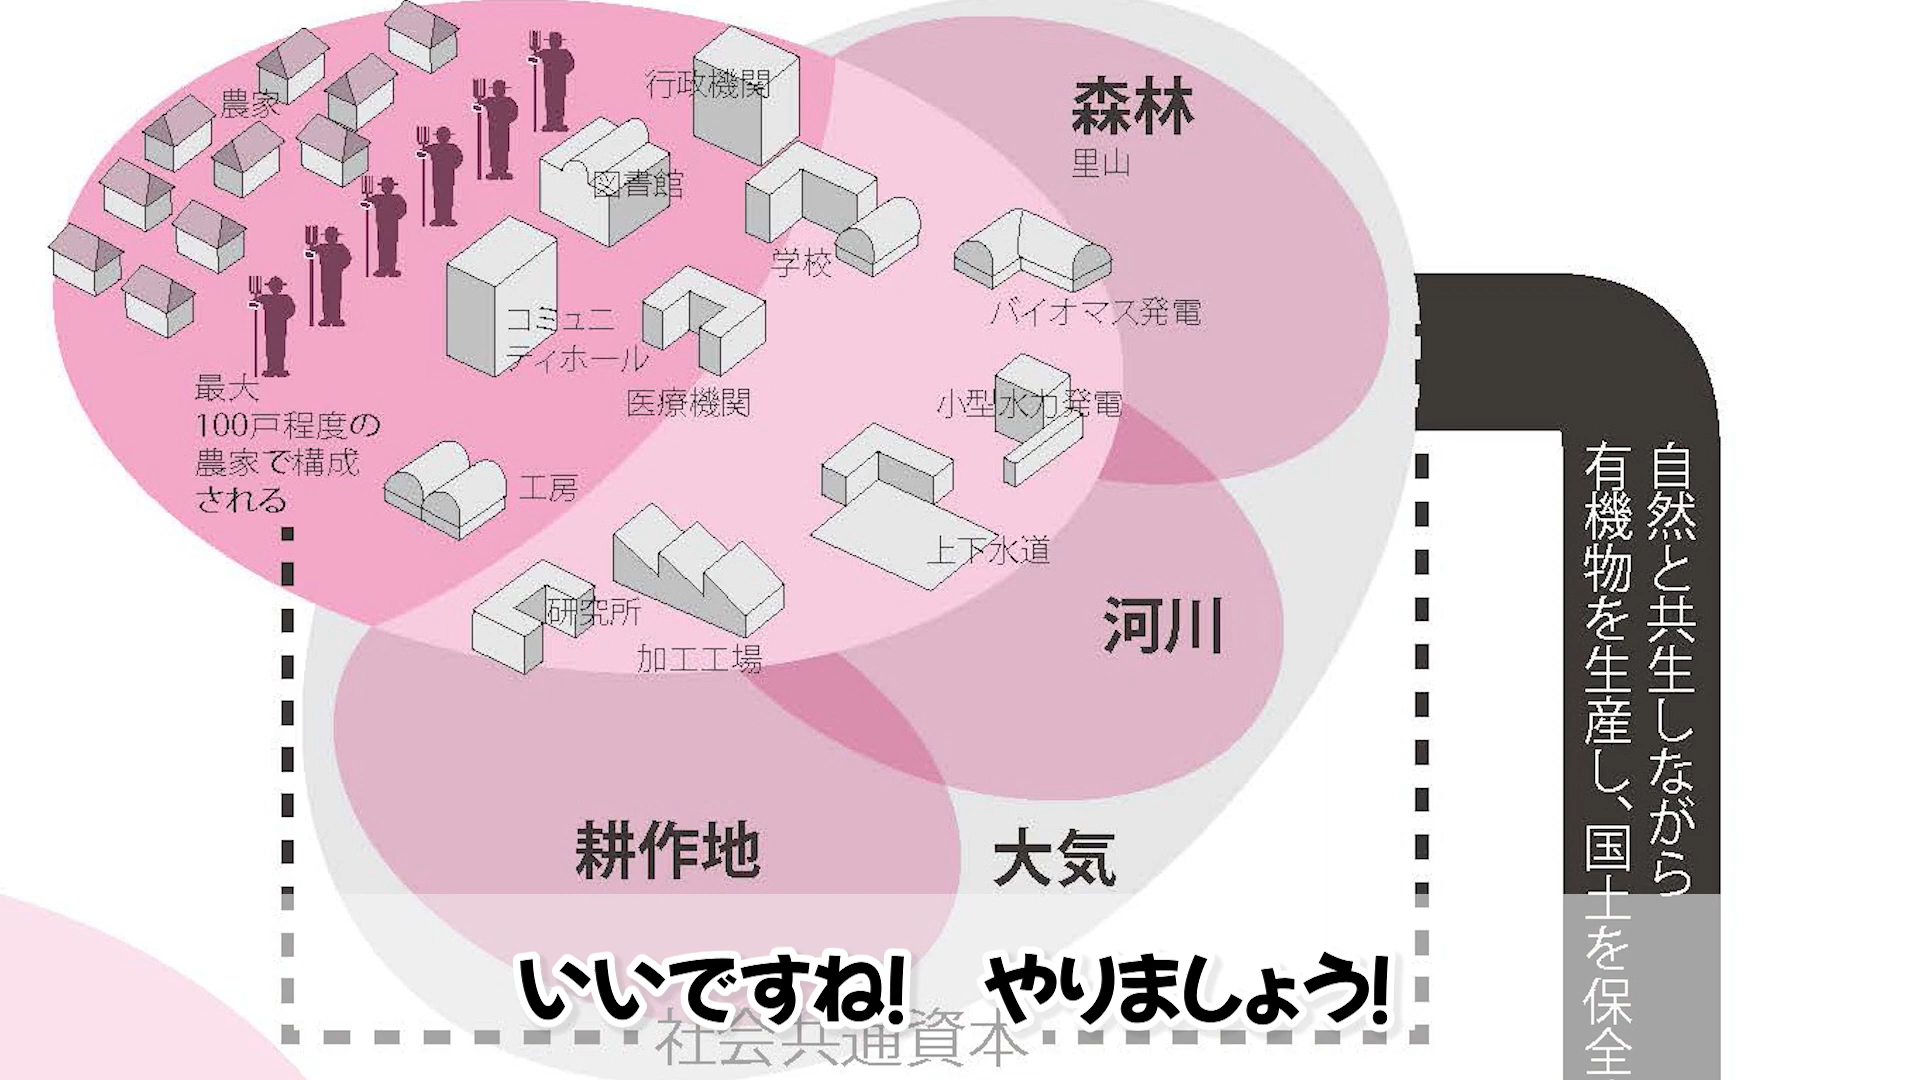 農家
行政機関
図書館
学校
森林
里山
バイオマス発電
コミュニ
ティホール
医療機関
小型水力発電
最大
100戸程度の
農家で構成
される
工房
上下水道
研究所
加工工場
河川
耕作地
大気
自然と共生しながら
有機物を生産し、国土を保全
いいですね! やりましょう!
社会共通資本